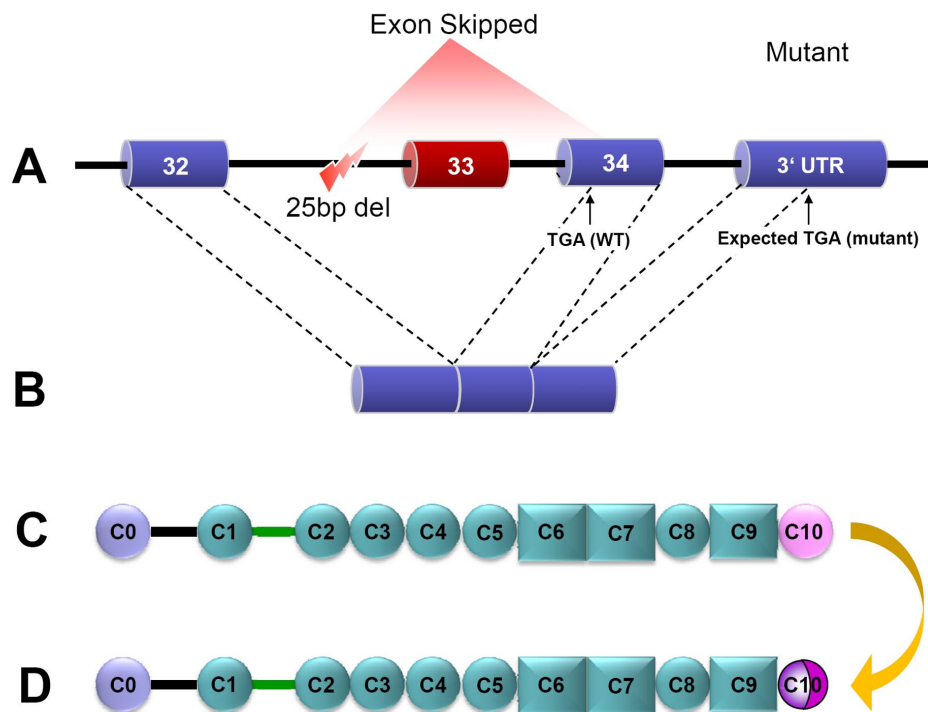 Exon Skipped
Mutant
A
32
33
34
3‘ UTR
25bp del
TGA (WT)
Expected TGA (mutant)
B
C
C0 C1 C2 C3 C4 C5 C6 C7 C8 C9 C10
D
C0 C1 C2 C3 C4 C5 C6 C7 C8 C9 C10